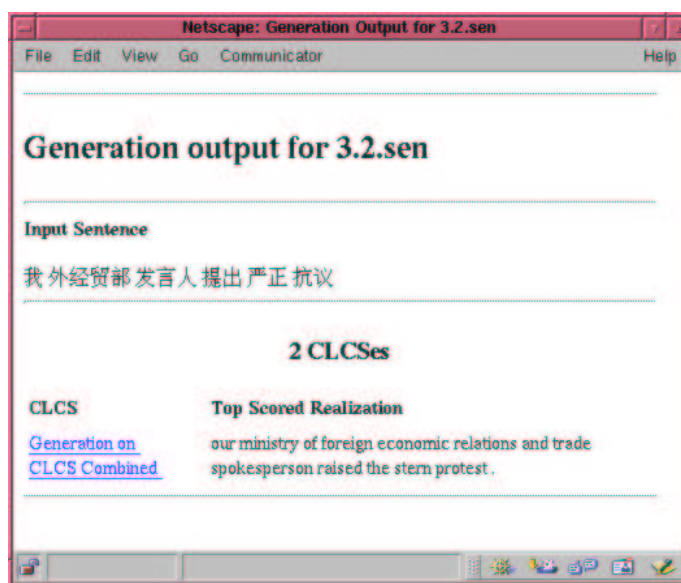 Netscape: Generation Output for 3.2.sen
File Edit View Go Communicator Help
Generation output for 3.2.sen
Input Sentence
我 外经贸部 发言人 提出 严正 抗议
2 CLCSes
CLCS Top Scored Realization
Generation on our ministry of foreign economic relations and trade
CLCS Combined spokesperson raised the stern protest .